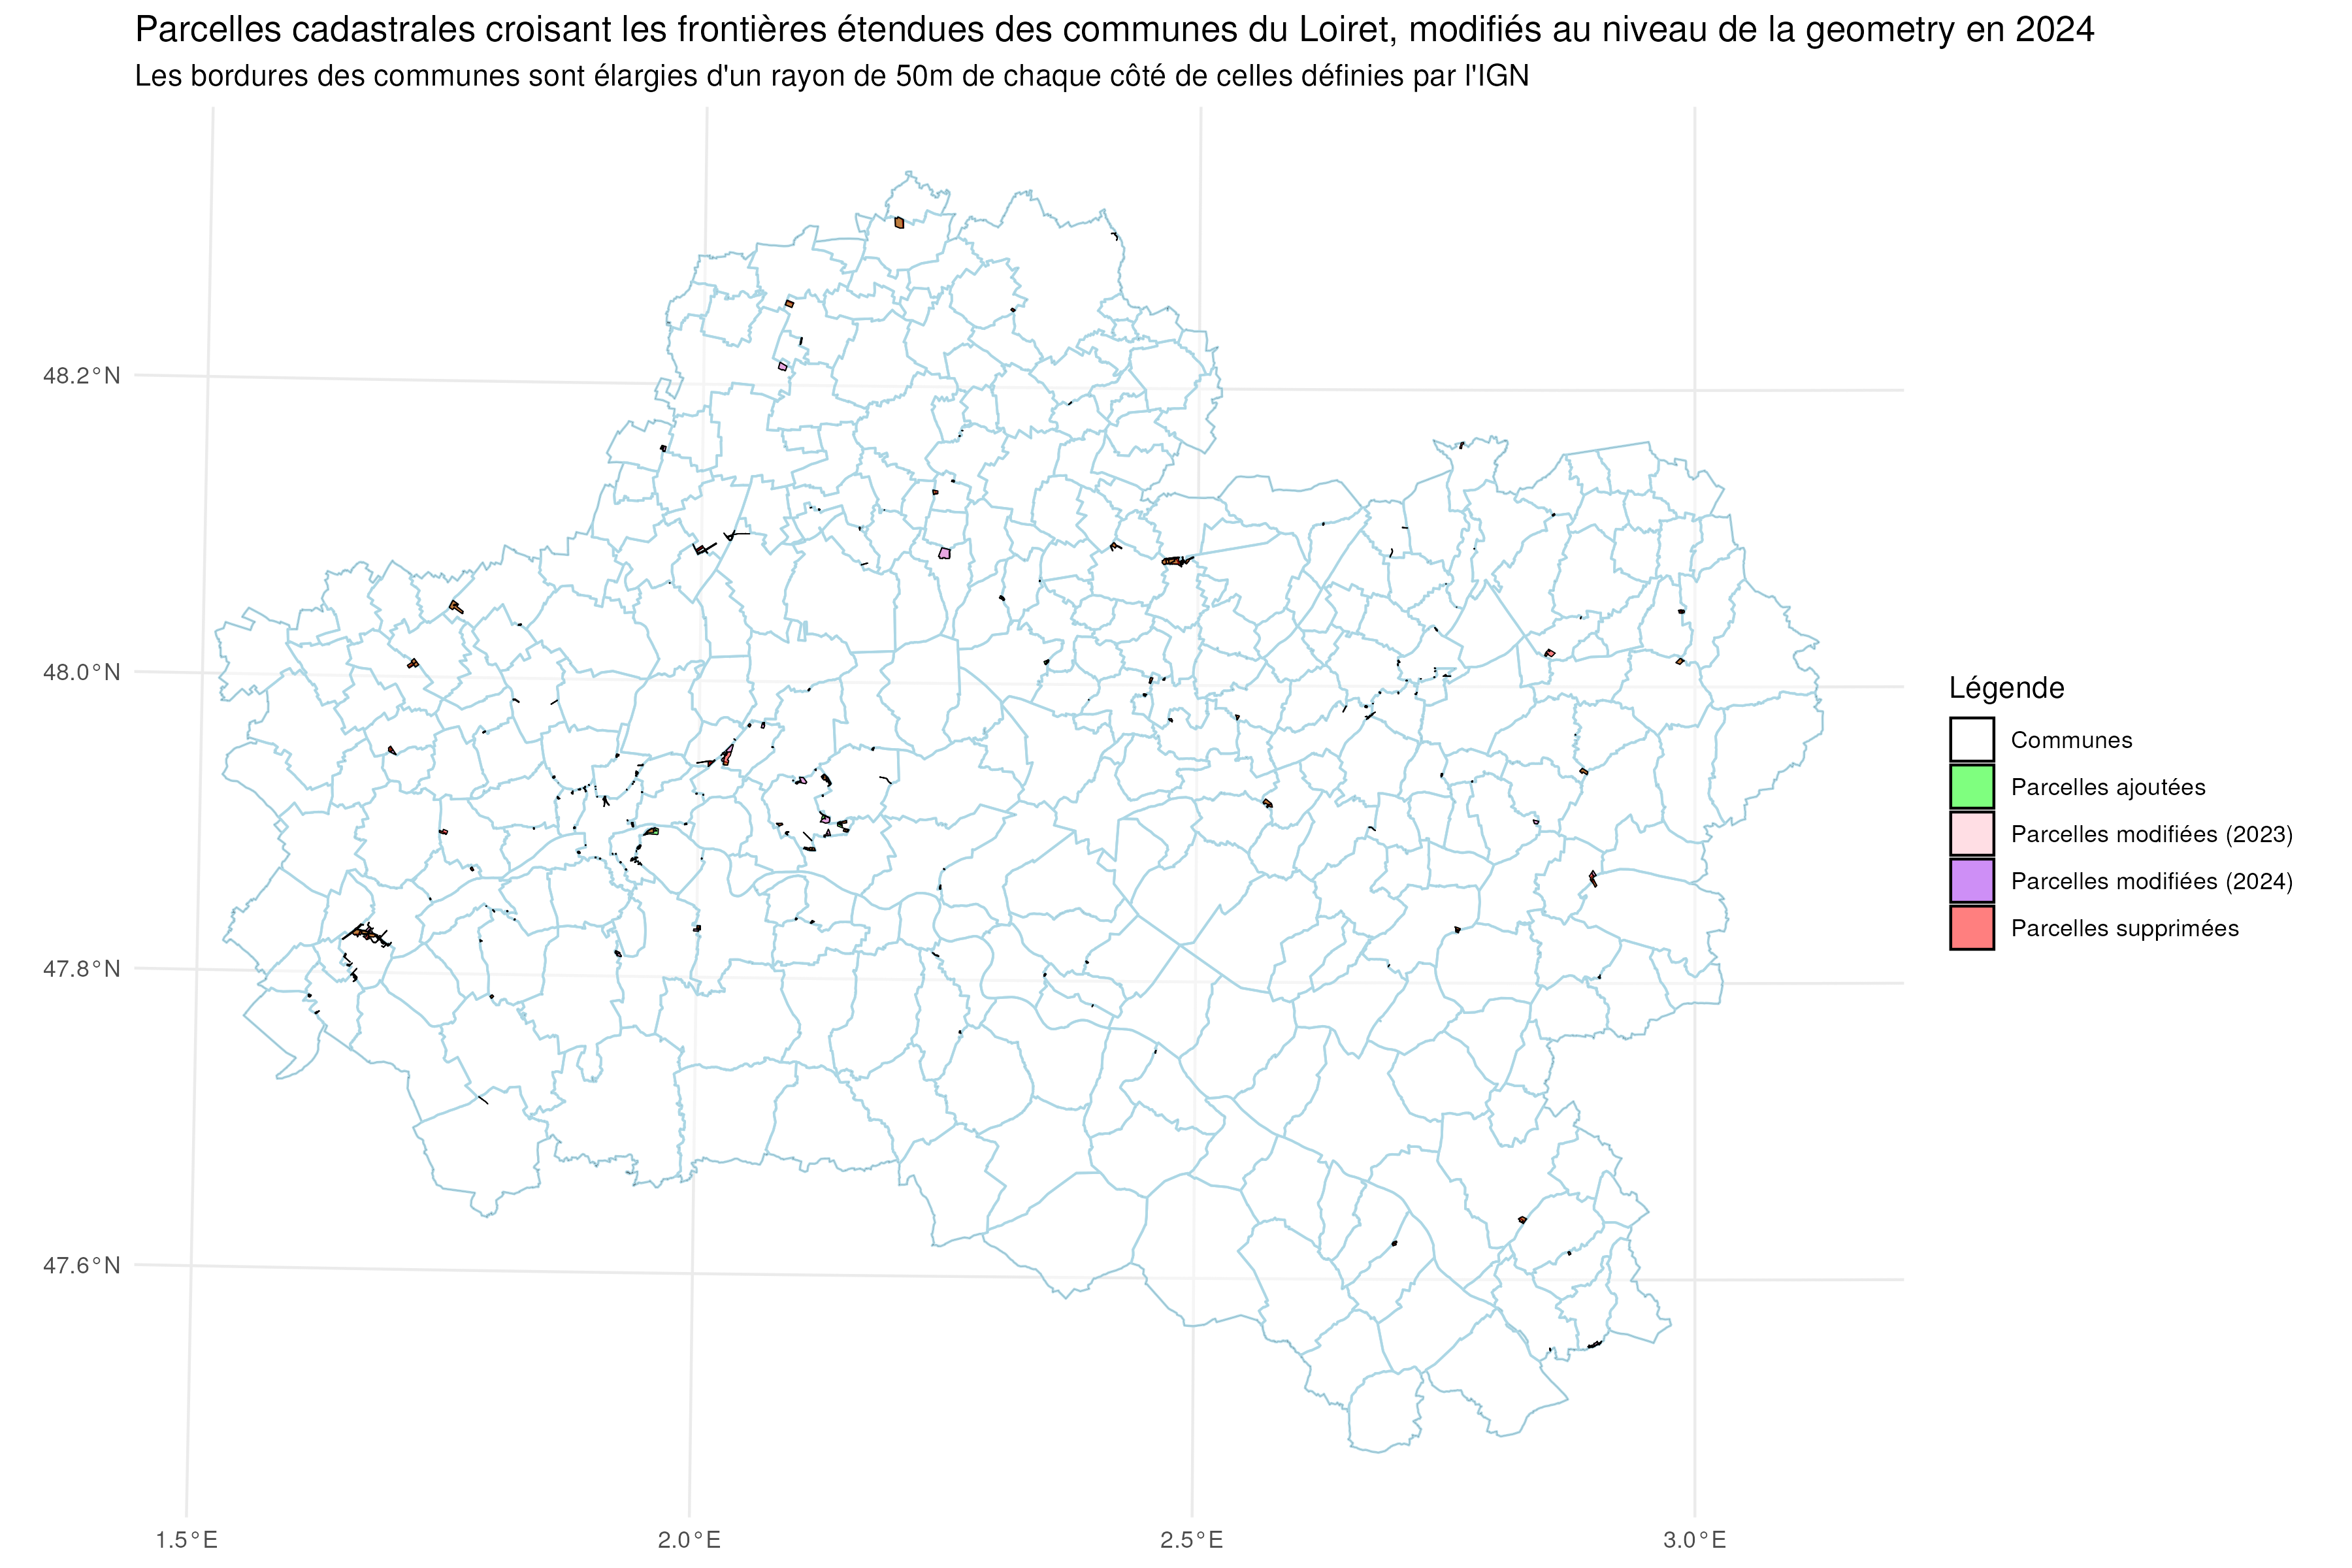 Parcelles cadastrales croisant les frontières étendues des communes du Loiret, modifiés au niveau de la geometry en 2024
Les bordures des communes sont élargies d'un rayon de 50m de chaque côté de celles définies par l'IGN
48.2°N
48.0°N
47.8°N
47.6°N
1.5°E
2.0°E
2.5°E
3.0°E
Légende
Communes
Parcelles ajoutées
Parcelles modifiées (2023)
Parcelles modifiées (2024)
Parcelles supprimées